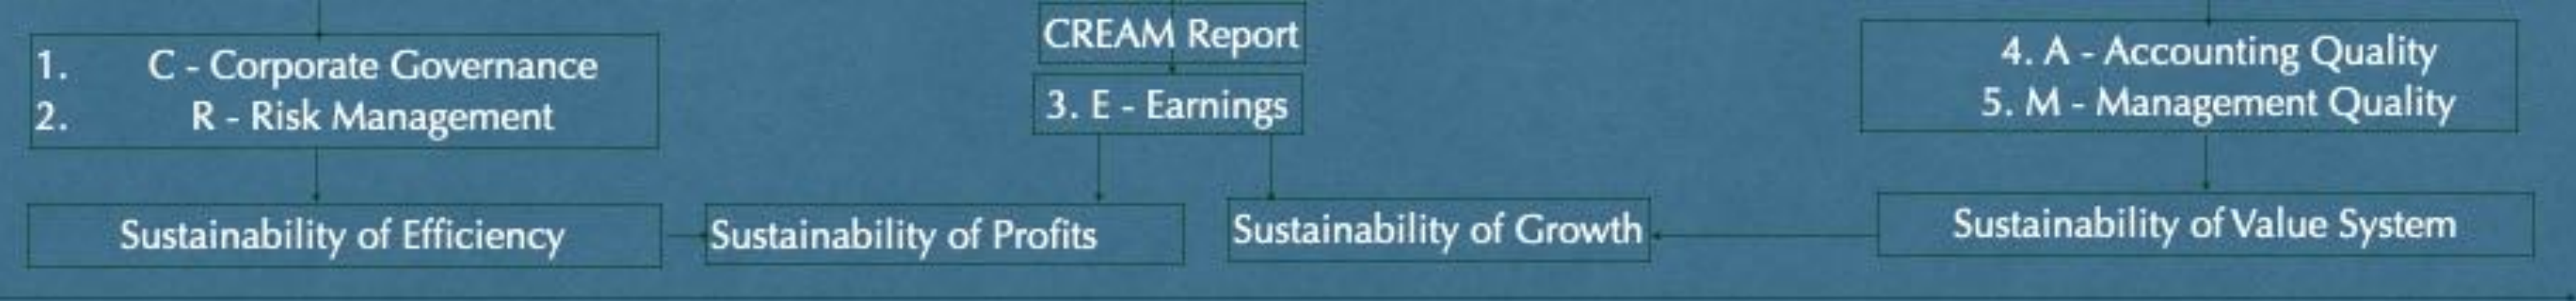 1. C - Corporate Governance
2. R - Risk Management
CREAM Report
3. E - Earnings
4. A - Accounting Quality
5. M - Management Quality
Sustainability of Efficiency
Sustainability of Profits
Sustainability of Growth
Sustainability of Value System